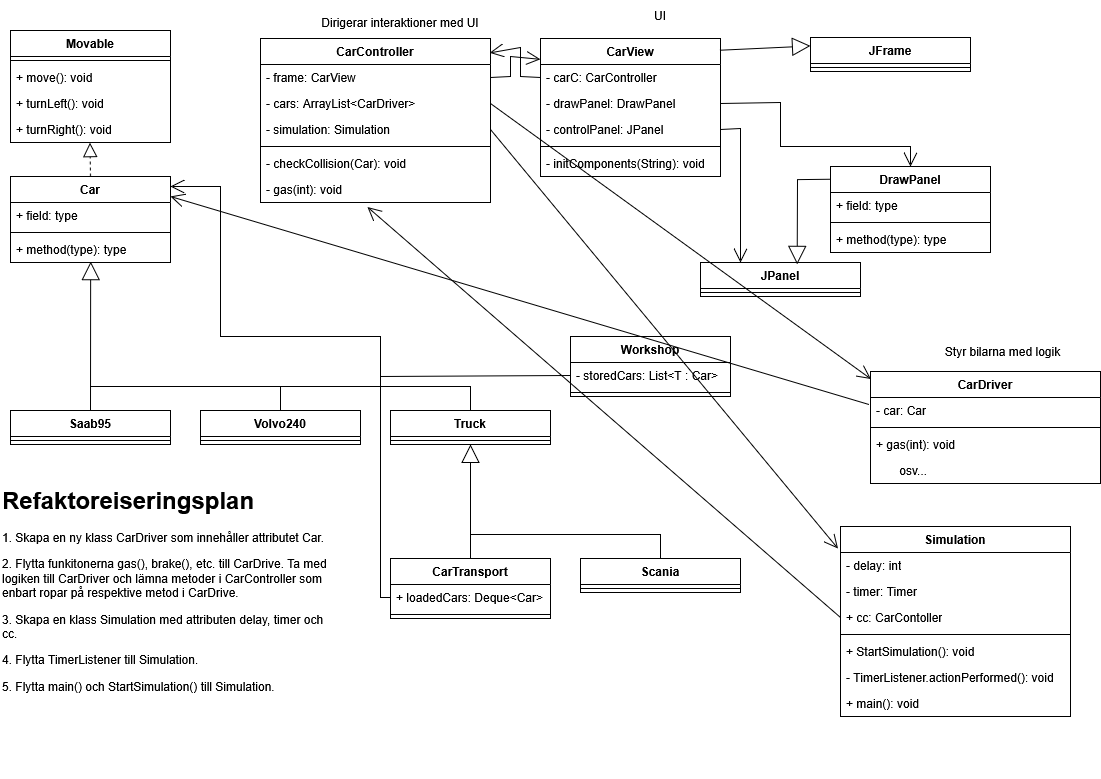 Dirigerar interaktioner med UI
UI
Movable
+ move(): void
+ turnLeft(): void
+ turnRight(): void
CarController
- frame: CarView
- cars: ArrayList<CarDriver>
- simulation: Simulation
- checkCollision(Car): void
- gas(int): void
CarView
- carC: CarController
- drawPanel: DrawPanel
- controlPanel: JPanel
- initComponents(String): void
JFrame
DrawPanel
+ field: type
+ method(type): type
JPanel
Car
+ field: type
+ method(type): type
Workshop
- storedCars: List<T : Car>
Styr bilarna med logik
CarDriver
- car: Car
+ gas(int): void
osv...
Saab95
Volvo240
Truck
CarTransport
+ loadedCars: Deque<Car>
Scania
Simulation
- delay: int
- timer: Timer
+ cc: CarContoller
+ StartSimulation(): void
- TimerListener.actionPerformed(): void
+ main(): void
Refaktoreiseringsplan
1. Skapa en ny klass CarDriver som innehåller attributet Car.
2. Flytta funkitonerna gas(), brake(), etc. till CarDrive. Ta med
logiken till CarDriver och lämna metoder i CarController som
enbart ropar på respektive metod i CarDrive.
3. Skapa en klass Simulation med attributen delay, timer och
cc.
4. Flytta TimerListener till Simulation.
5. Flytta main() och StartSimulation() till Simulation.